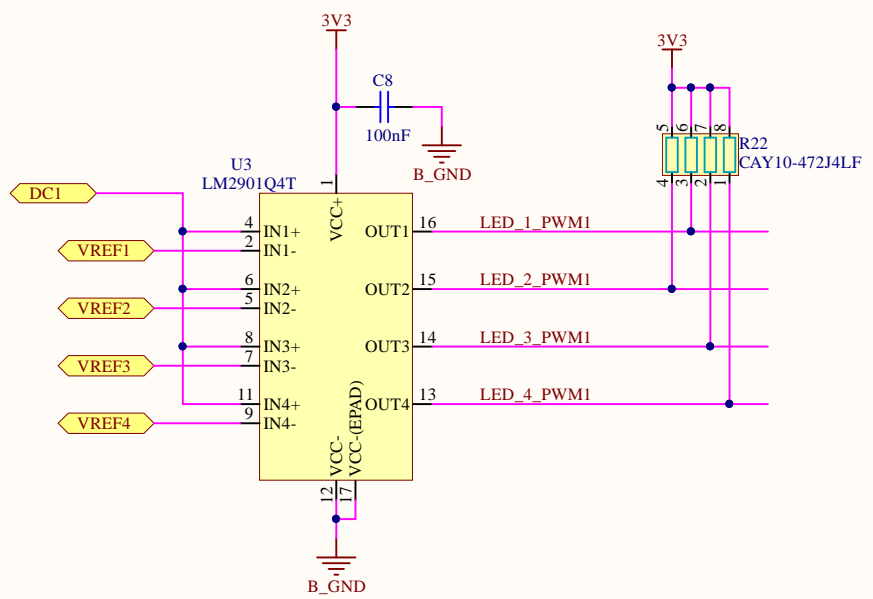 3V3
C8
100nF
B_GND
3V3
5 6 7 8
R22
CAY10-472J4LF
4 3 2 1
U3
LM2901Q4T
1
VCC+
DC1
4 IN1+
OUT1 16 LED_1_PWM1
VREF1
2 IN1-
6 IN2+
OUT2 15 LED_2_PWM1
VREF2
5 IN2-
8 IN3+
OUT3 14 LED_3_PWM1
VREF3
7 IN3-
11 IN4+
OUT4 13 LED_4_PWM1
VREF4
9 IN4-
VCC-
VCC-(EPAD)
12
17
B_GND